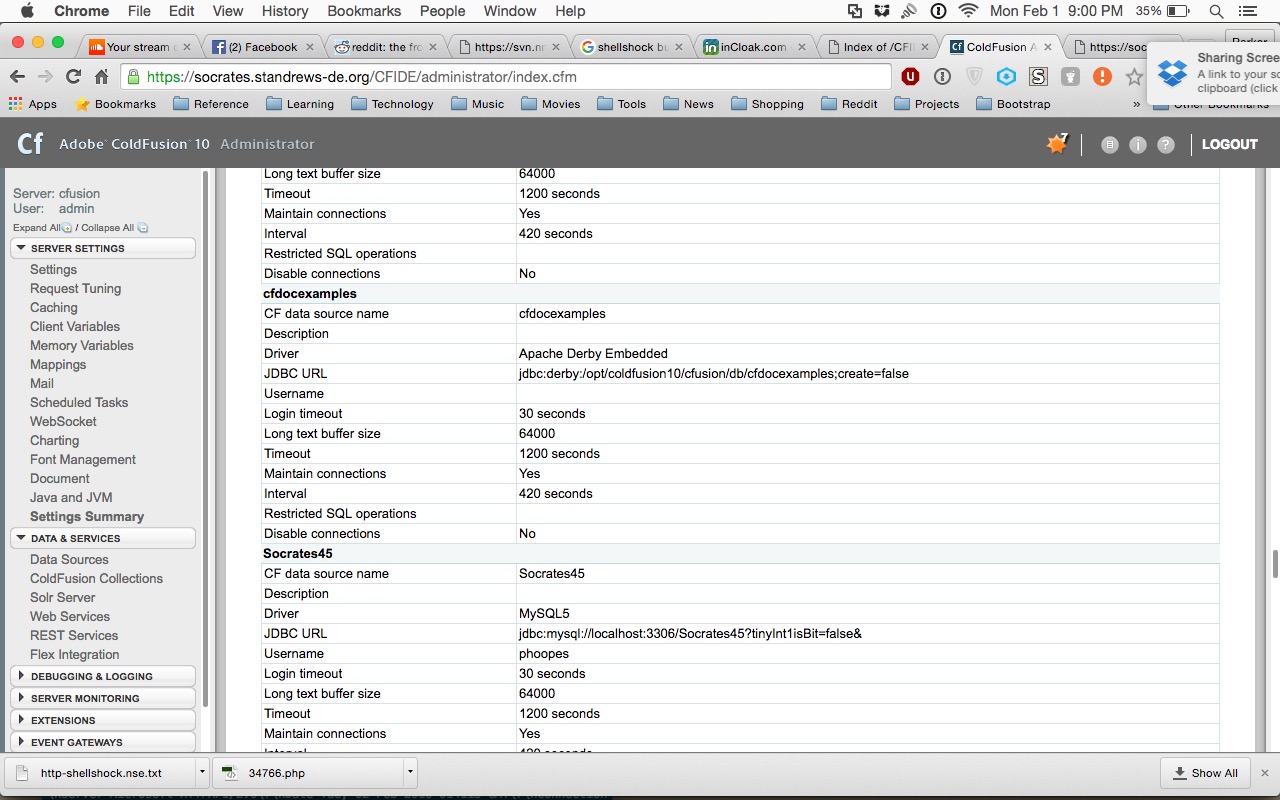 Chrome File Edit View History Bookmarks People Window Help Mon Feb 1 9:00 PM 35%
Your stream (2) Facebook reddit: the fro https://svn.nr shellshock bu inCloak.com Index of /CFI ColdFusion A https://soc
https://socrates.standrews-de.org/CFIDE/administrator/index.cfm
Sharing Scree
A link to your sc
clipboard (click
Apps Bookmarks Reference Learning Technology Music Movies Tools News Shopping Reddit Projects Bootstrap » Other Bookmarks
Cf Adobe ColdFusion 10 Administrator 7 LOGOUT
Server: cfusion
User: admin
Expand All / Collapse All
SERVER SETTINGS
Settings
Request Tuning
Caching
Client Variables
Memory Variables
Mappings
Mail
Scheduled Tasks
WebSocket
Charting
Font Management
Document
Java and JVM
Settings Summary
DATA & SERVICES
Data Sources
ColdFusion Collections
Solr Server
Web Services
REST Services
Flex Integration
DEBUGGING & LOGGING
SERVER MONITORING
EXTENSIONS
EVENT GATEWAYS
Long text buffer size 64000
Timeout 1200 seconds
Maintain connections Yes
Interval 420 seconds
Restricted SQL operations
Disable connections No
cfdocexamples
CF data source name cfdocexamples
Description
Driver Apache Derby Embedded
JDBC URL jdbc:derby:/opt/coldfusion10/cfusion/db/cfdocexamples;create=false
Username
Login timeout 30 seconds
Long text buffer size 64000
Timeout 1200 seconds
Maintain connections Yes
Interval 420 seconds
Restricted SQL operations
Disable connections No
Socrates45
CF data source name Socrates45
Description
Driver MySQL5
JDBC URL jdbc:mysql://localhost:3306/Socrates45?tinyInt1isBit=false&
Username phoopes
Login timeout 30 seconds
Long text buffer size 64000
Timeout 1200 seconds
Maintain connections Yes
Interval 420 seconds
http-shellshock.nse.txt 34766.php Show All